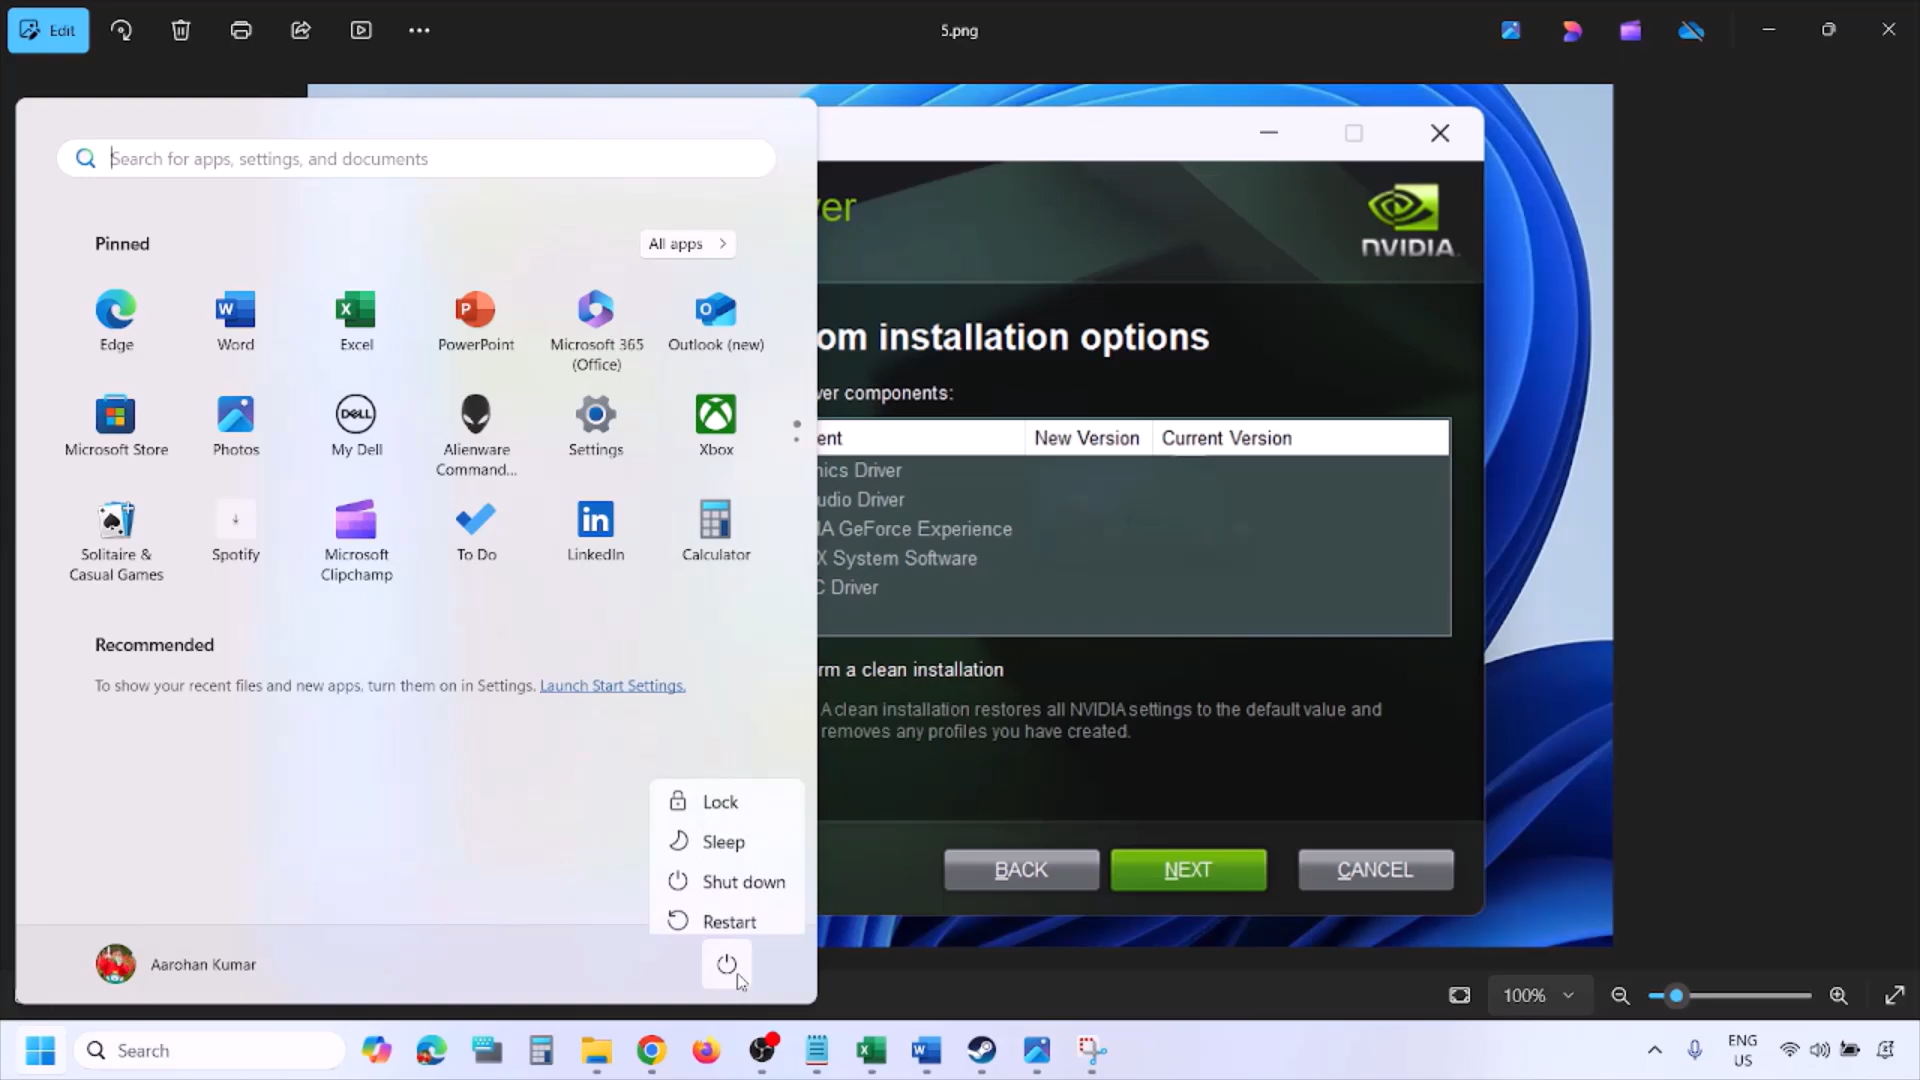 Edit
5.png
Search for apps, settings, and documents
Pinned
All apps
Edge
Word
Excel
PowerPoint
Microsoft 365
(Office)
Outlook (new)
Microsoft Store
Photos
DELL
My Dell
Alienware
Command...
Settings
Xbox
Solitaire &
Casual Games
Spotify
Microsoft
Clipchamp
To Do
LinkedIn
Calculator
Recommended
To show your recent files and new apps, turn them on in Settings. Launch Start Settings.
Lock
Sleep
Shut down
Restart
Aarohan Kumar
ver
NVIDIA.
om installation options
ver components:
ent
New Version
Current Version
nics Driver
udio Driver
IA GeForce Experience
X System Software
C Driver
rm a clean installation
A clean installation restores all NVIDIA settings to the default value and
removes any profiles you have created.
BACK
NEXT
CANCEL
100%
Search
ENG
US